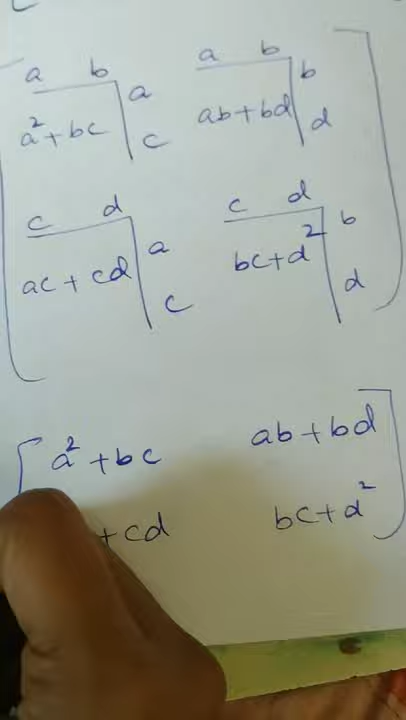 a b a a b b
a²+bc c ab+bd d
c d a c d b
ac+cd c bc+d² d
a²+bc ab+bd
+cd bc+d²